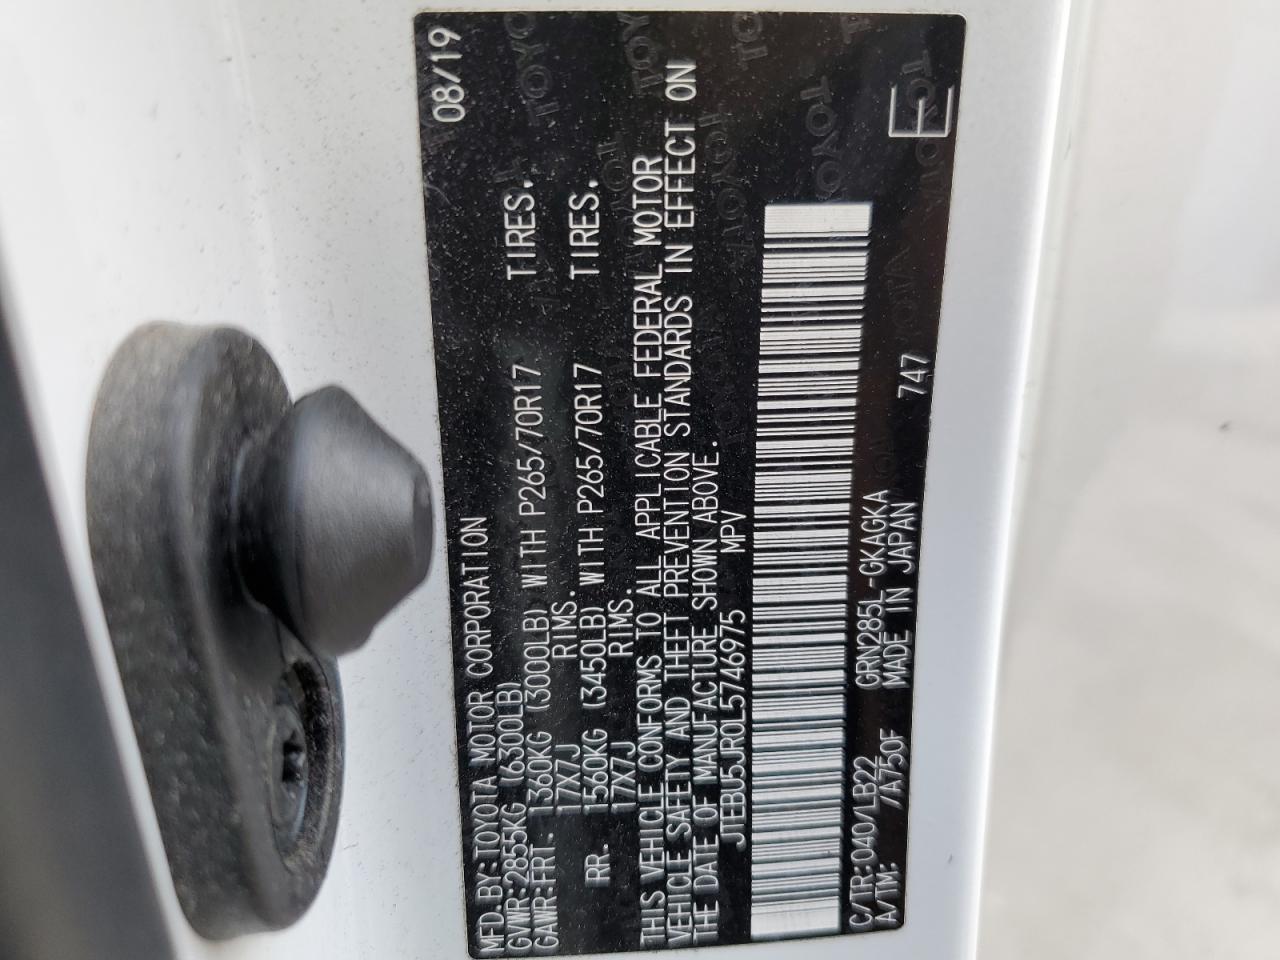 MFD.BY:TOYOTA MOTOR CORPORATION 08/19
GVWR:2855KG (6300LB)
GAWR:FRT. 1360KG (3000LB) WITH P265/70R17 TIRES.
17X7J RIMS.
RR. 1560KG (3450LB) WITH P265/70R17 TIRES.
17X7J RIMS.
THIS VEHICLE CONFORMS TO ALL APPLICABLE FEDERAL MOTOR
VEHICLE SAFETY AND THEFT PREVENTION STANDARDS IN EFFECT ON
THE DATE OF MANUFACTURE SHOWN ABOVE.
JTEBU5JR0L5746975 MPV
C/TR:040/LB22 GRN285L-GKAGKA 747
A/TM: /A750F MADE IN JAPAN